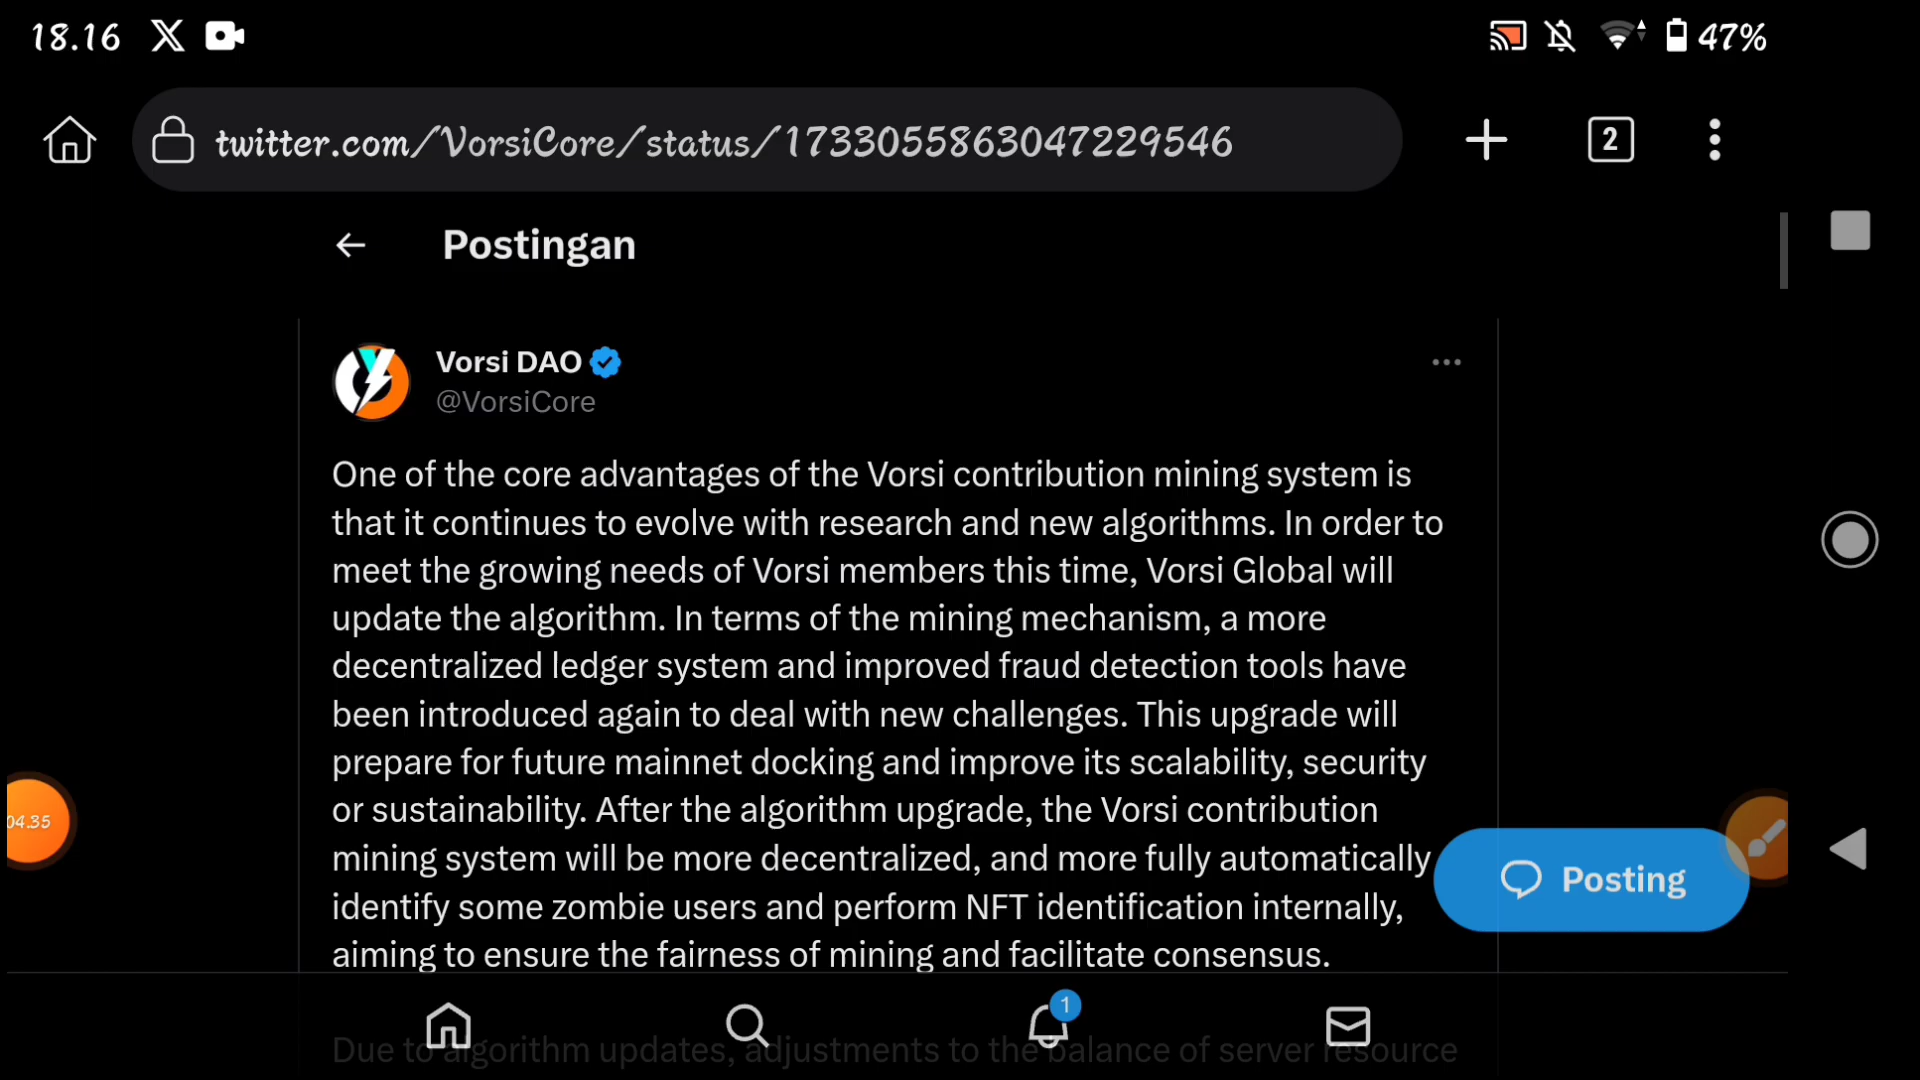 18.16
47%
twitter.com/VorsiCore/status/1733055863047229546
2
Postingan
Vorsi DAO
@VorsiCore
One of the core advantages of the Vorsi contribution mining system is
that it continues to evolve with research and new algorithms. In order to
meet the growing needs of Vorsi members this time, Vorsi Global will
update the algorithm. In terms of the mining mechanism, a more
decentralized ledger system and improved fraud detection tools have
been introduced again to deal with new challenges. This upgrade will
prepare for future mainnet docking and improve its scalability, security
or sustainability. After the algorithm upgrade, the Vorsi contribution
mining system will be more decentralized, and more fully automatically
identify some zombie users and perform NFT identification internally,
aiming to ensure the fairness of mining and facilitate consensus.
04.35
Posting
1
Due to algorithm updates, adjustments to the balance of server resource